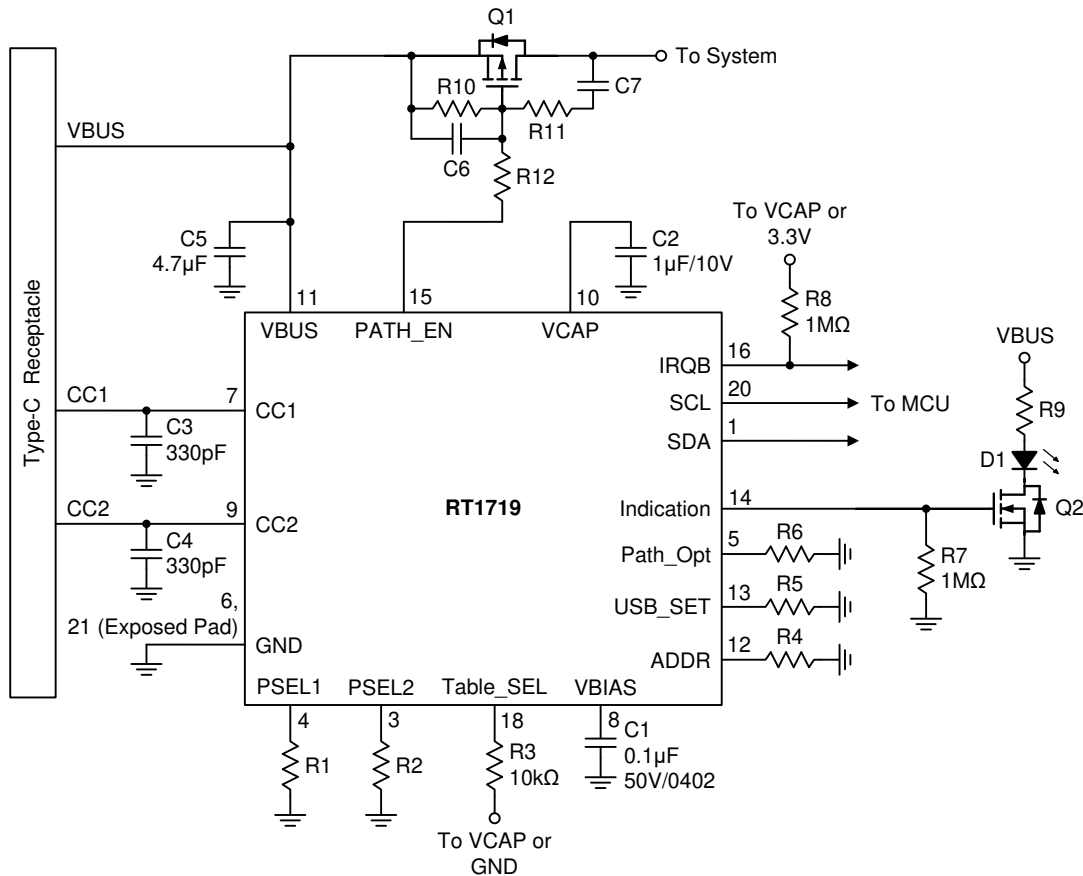 Q1
To System
R10
C7
R11
C6
R12
VBUS
To VCAP or
3.3V
C5
4.7µF
C2
1µF/10V
R8
1MΩ
11
15
10
VBUS
PATH_EN
VCAP
VBUS
Type-C Receptacle
IRQB
16
R9
CC1
7
CC1
SCL
20
To MCU
C3
330pF
SDA
1
D1
RT1719
Indication
14
Q2
CC2
9
CC2
C4
330pF
Path_Opt
5
R6
R7
1MΩ
USB_SET
13
R5
6,
21 (Exposed Pad)
GND
ADDR
12
R4
PSEL1
PSEL2
Table_SEL
VBIAS
4
3
18
8
C1
0.1µF
50V/0402
R1
R2
R3
10kΩ
To VCAP or
GND